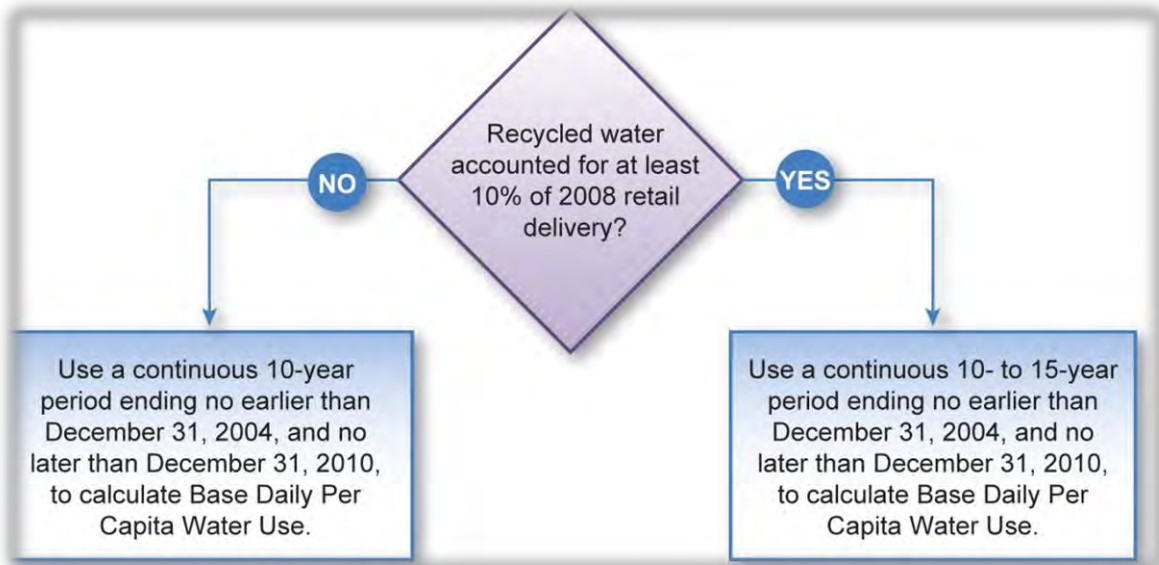 Recycled water
accounted for at least
10% of 2008 retail
delivery?
NO
YES
Use a continuous 10-year
period ending no earlier than
December 31, 2004, and no
later than December 31, 2010,
to calculate Base Daily Per
Capita Water Use.
Use a continuous 10- to 15-year
period ending no earlier than
December 31, 2004, and no
later than December 31, 2010,
to calculate Base Daily Per
Capita Water Use.